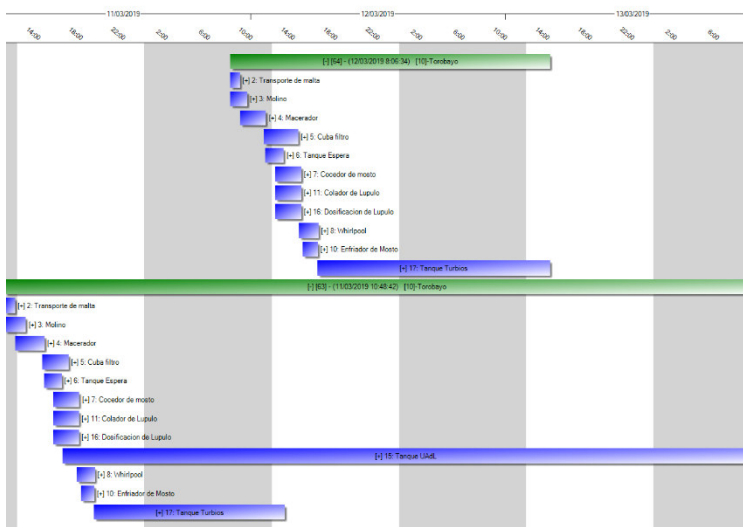 11/03/2019 12/03/2019 13/03/2019
14:00 18:00 22:00 2:00 6:00 10:00 14:00 18:00 22:00 2:00 6:00 10:00 14:00 18:00 22:00 2:00 6:00
[-] [64] - (12/03/2019 8:06:34) [10]-Torobayo
[+] 2: Transporte de malta
[+] 3: Molino
[+] 4: Macerador
[+] 5: Cuba filtro
[+] 6: Tanque Espera
[+] 7: Cocedor de mosto
[+] 11: Colador de Lupulo
[+] 16: Dosificacion de Lupulo
[+] 8: Whirlpool
[+] 10: Enfriador de Mosto
[+] 17: Tanque Turbios
[-] [63] - (11/03/2019 10:48:42) [10]-Torobayo
[+] 2: Transporte de malta
[+] 3: Molino
[+] 4: Macerador
[+] 5: Cuba filtro
[+] 6: Tanque Espera
[+] 7: Cocedor de mosto
[+] 11: Colador de Lupulo
[+] 16: Dosificacion de Lupulo
[+] 15: Tanque UAdL
[+] 8: Whirlpool
[+] 10: Enfriador de Mosto
[+] 17: Tanque Turbios